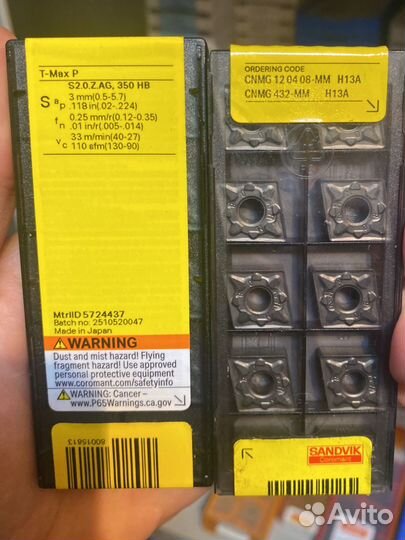 T-Max P
S2.0.Z.AG, 350 HB
S ap 3 mm(0.5-5.7)
.118 in(.02-.224)
fn 0.25 mm/r(0.12-0.35)
.01 in/r(.005-.014)
vc 33 m/min(40-27)
110 sfm(130-90)
MtrlID 5724437
Batch no: 2510520047
Made in Japan
WARNING
Dust and mist hazard! Flying
fragment hazard! Use approved
personal protective equipment
www.coromant.com/safetyinfo
WARNING: Cancer–
www.P65Warnings.ca.gov
80015613
ORDERING CODE
CNMG 12 04 08-MM H13A
CNMG 432-MM H13A
SANDVIK
Coromant
Avito